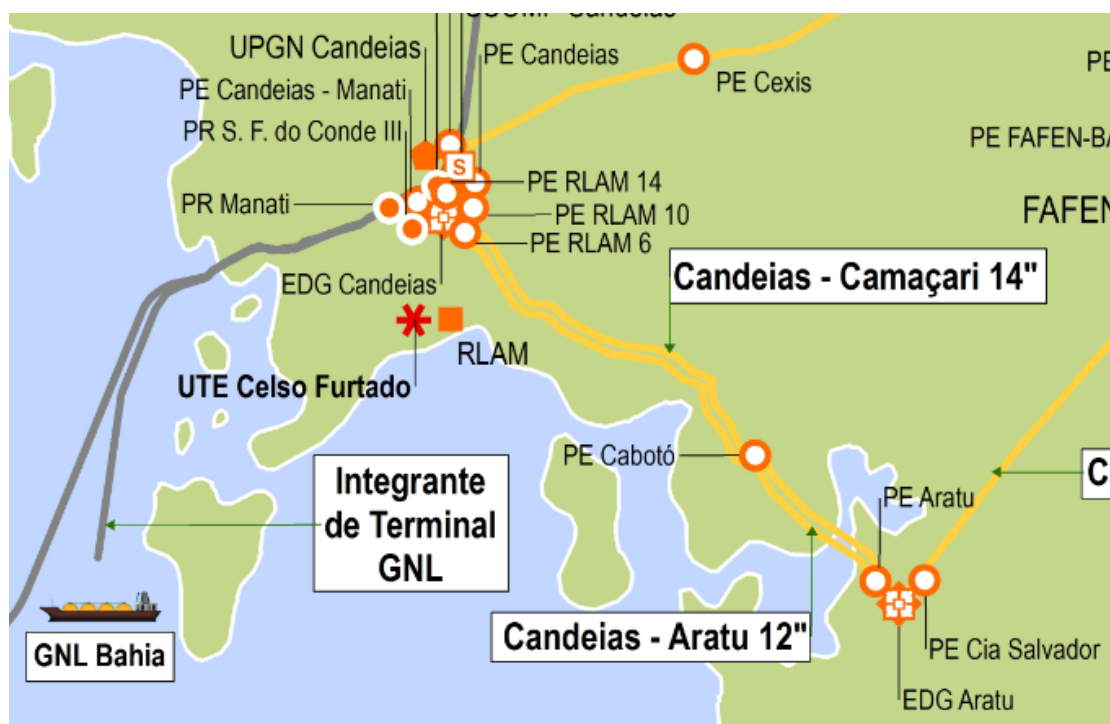 UPGN Candeias
PE Candeias
PE Candeias - Manati
PE Cexis
PR S. F. do Conde III
PE
PE FAFEN-BA
S
PE RLAM 14
PR Manati
PE RLAM 10
FAFEN
PE RLAM 6
EDG Candeias
Candeias - Camaçari 14"
RLAM
UTE Celso Furtado
PE Cabotó
Integrante
de Terminal
GNL
C
PE Aratu
Candeias - Aratu 12"
GNL Bahia
PE Cia Salvador
EDG Aratu